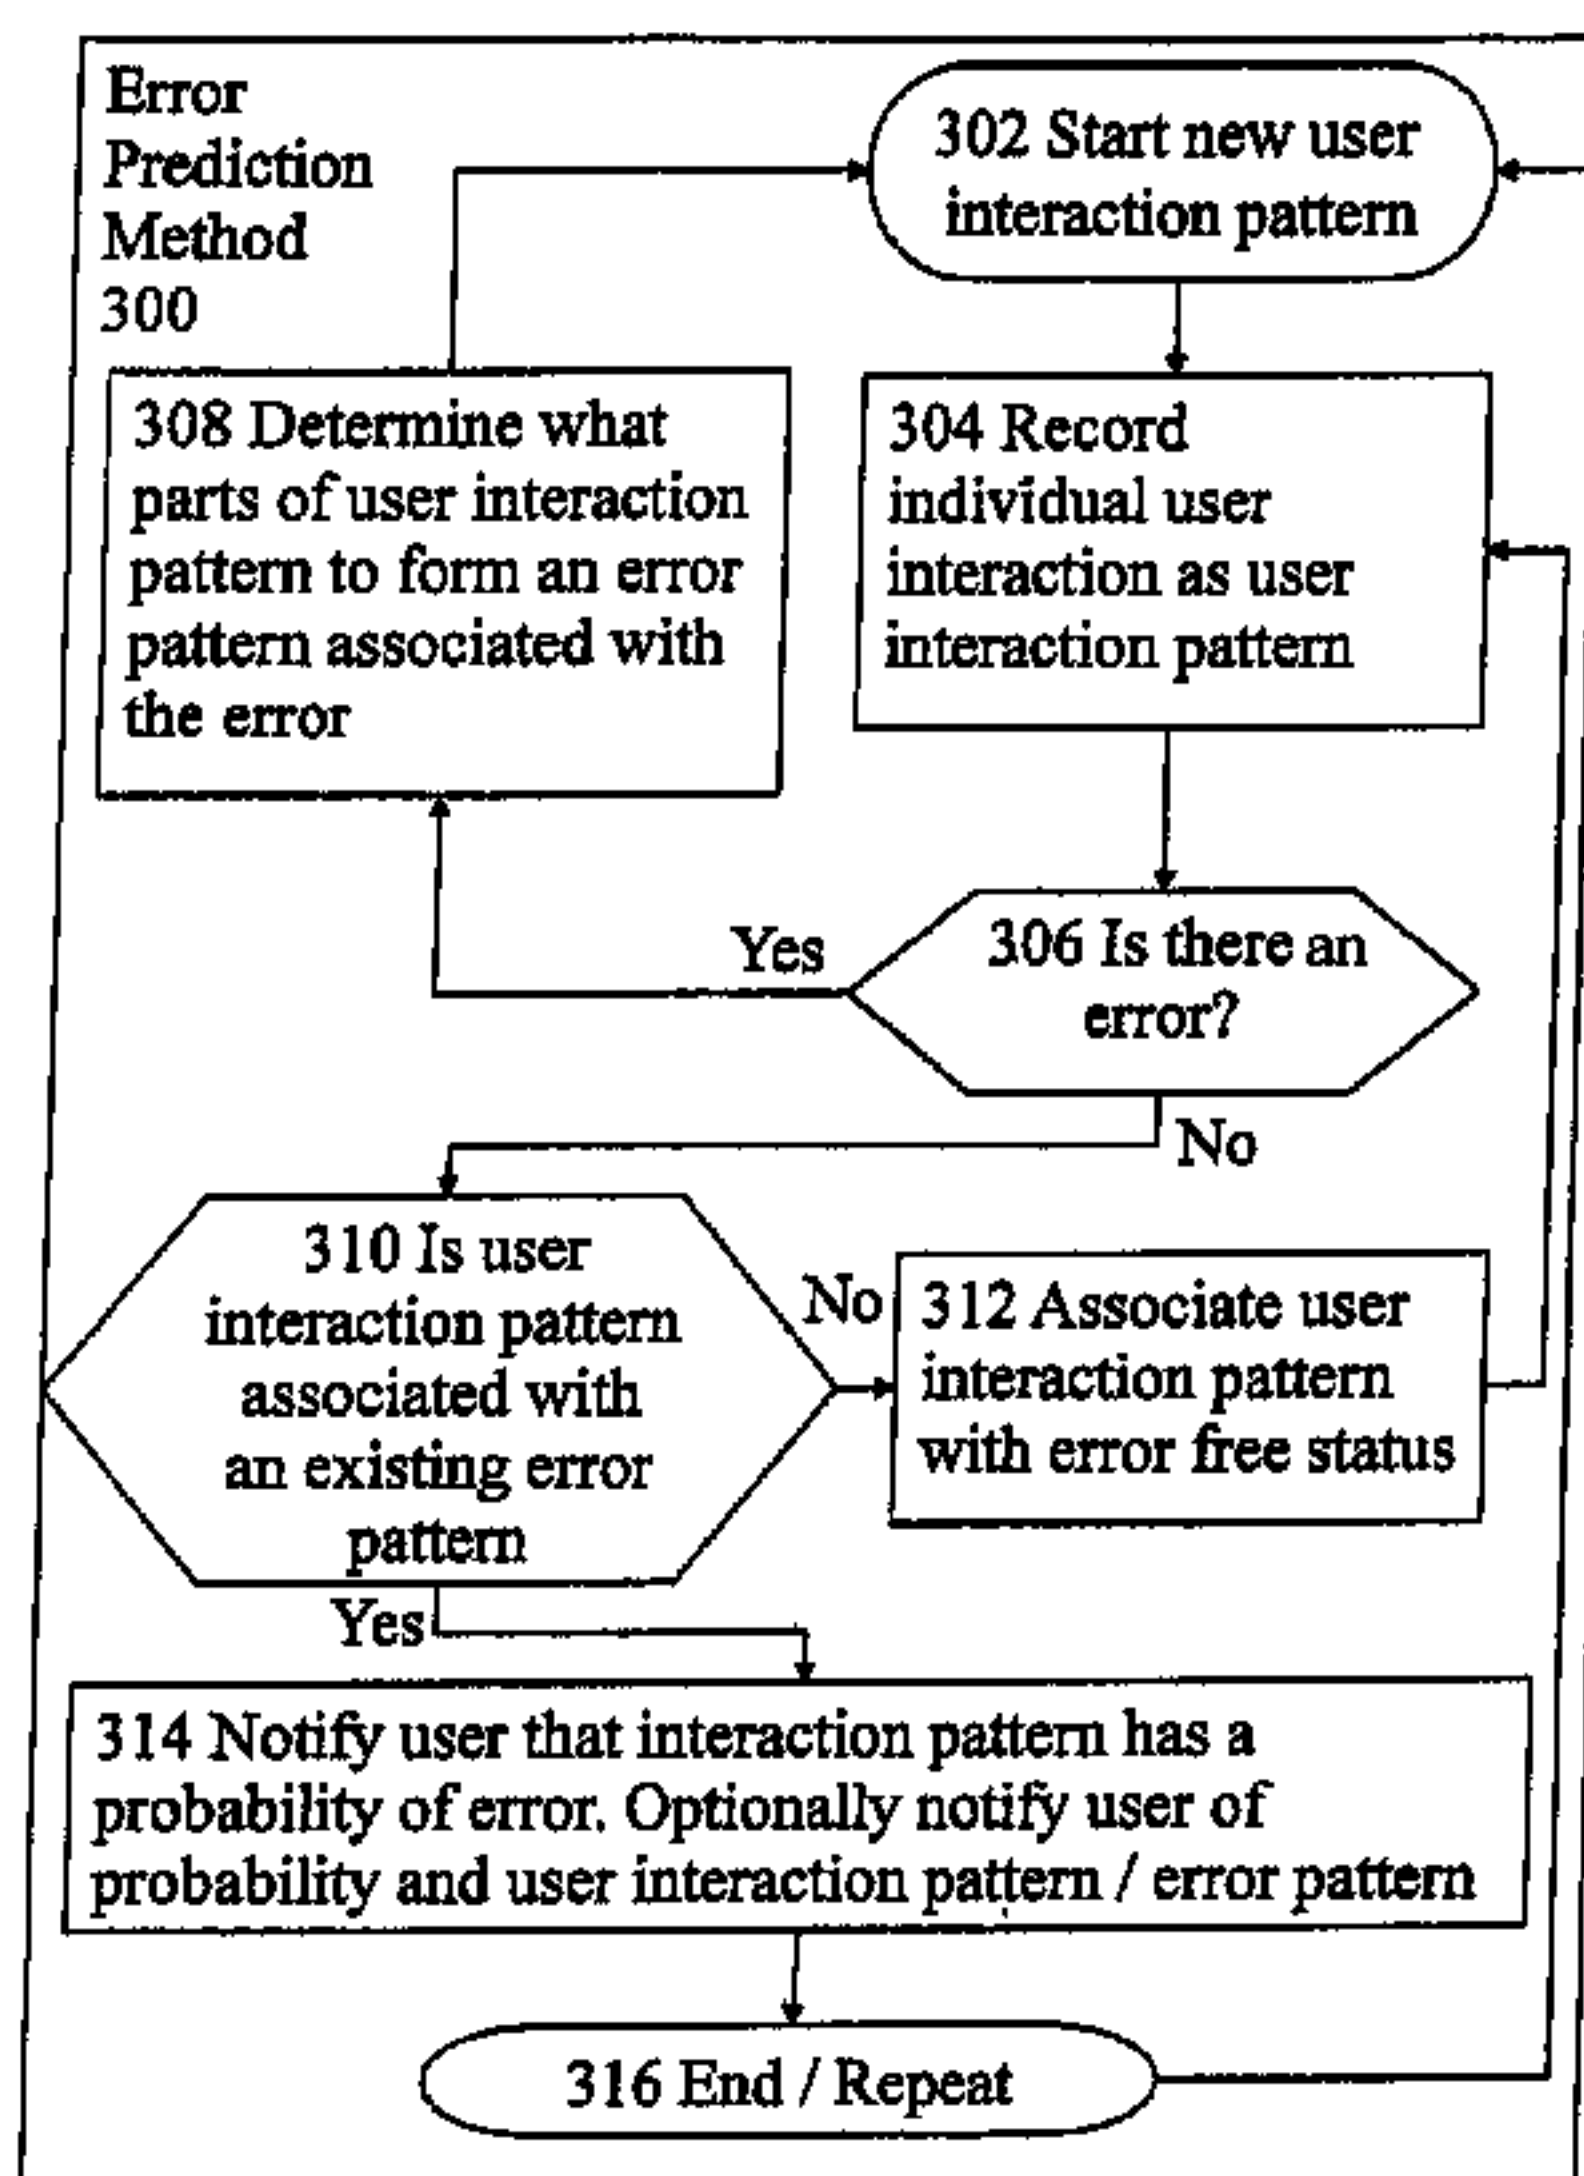 Error
Prediction
Method
300
302 Start new user
interaction pattern
308 Determine what
parts of user interaction
pattern to form an error
pattern associated with
the error
304 Record
individual user
interaction as user
interaction pattern
306 Is there an
error?
Yes
No
310 Is user
interaction pattern
associated with
an existing error
pattern
No
312 Associate user
interaction pattern
with error free status
Yes
314 Notify user that interaction pattern has a
probability of error. Optionally notify user of
probability and user interaction pattern / error pattern
316 End / Repeat